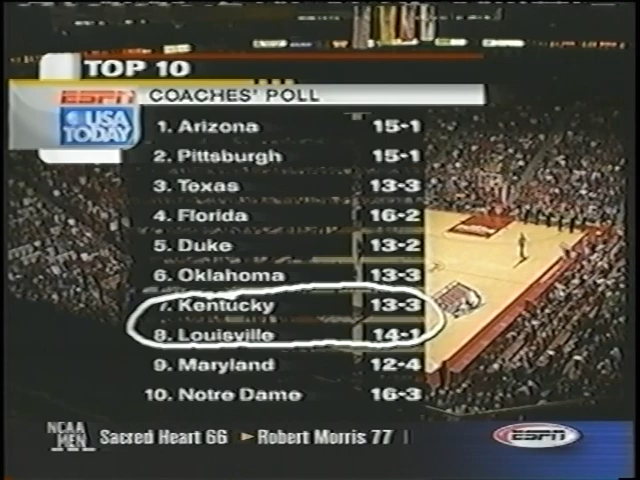 TOP 10
ESPN COACHES' POLL
USA
TODAY
1. Arizona 15-1
2. Pittsburgh 15-1
3. Texas 13-3
4. Florida 16-2
5. Duke 13-2
6. Oklahoma 13-3
7. Kentucky 13-3
8. Louisville 14-1
9. Maryland 12-4
10. Notre Dame 16-3
NCAA
MEN Sacred Heart 66 Robert Morris 77
ESPN